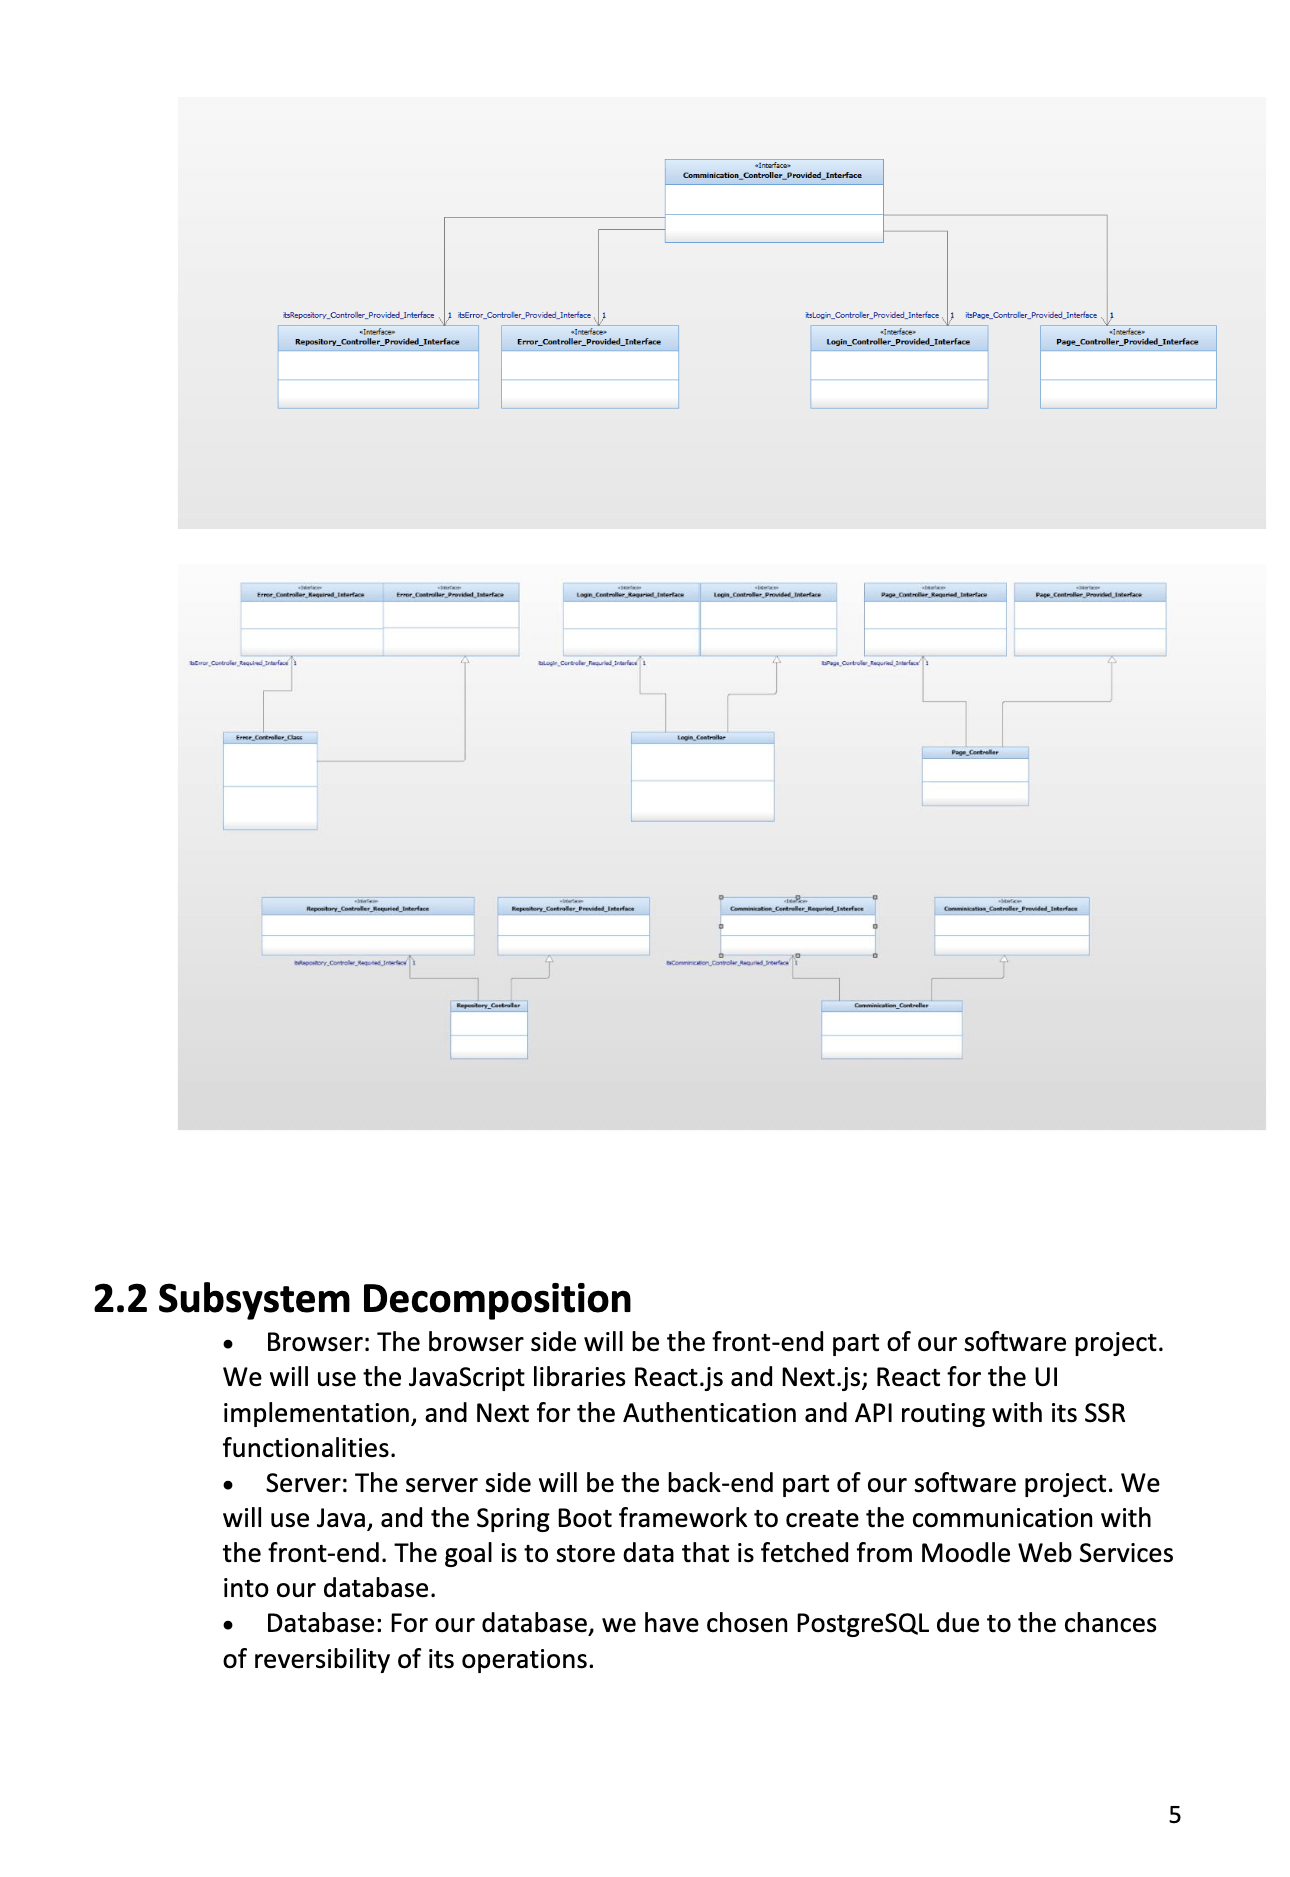 «Interface»
Comminication_Controller_Provided_Interface
itsRepository_Controller_Provided_Interface 1 itsError_Controller_Provided_Interface 1 itsLogin_Controller_Provided_Interface 1 itsPage_Controller_Provided_Interface 1
«Interface» «Interface» «Interface» «Interface»
Repository_Controller_Provided_Interface Error_Controller_Provided_Interface Login_Controller_Provided_Interface Page_Controller_Provided_Interface
«Interface» «Interface» «Interface» «Interface» «Interface» «Interface»
Error_Controller_Required_Interface Error_Controller_Provided_Interface Login_Controller_Requried_Interface Login_Controller_Provided_Interface Page_Controller_Requried_Interface Page_Controller_Provided_Interface
itsError_Controller_Required_Interface 1 itsLogin_Controller_Requried_Interface 1 itsPage_Controller_Requried_Interface 1
Error_Controller_Class Login_Controller
Page_Controller
«Interface» «Interface» «Interface» «Interface»
Repository_Controller_Requried_Interface Repository_Controller_Provided_Interface Comminication_Controller_Requried_Interface Comminication_Controller_Provided_Interface
itsRepository_Controller_Requried_Interface 1 itsComminication_Controller_Requried_Interface 1
Repository_Controller Comminication_Controller
2.2 Subsystem Decomposition
• Browser: The browser side will be the front-end part of our software project.
We will use the JavaScript libraries React.js and Next.js; React for the UI
implementation, and Next for the Authentication and API routing with its SSR
functionalities.
• Server: The server side will be the back-end part of our software project. We
will use Java, and the Spring Boot framework to create the communication with
the front-end. The goal is to store data that is fetched from Moodle Web Services
into our database.
• Database: For our database, we have chosen PostgreSQL due to the chances
of reversibility of its operations.
5